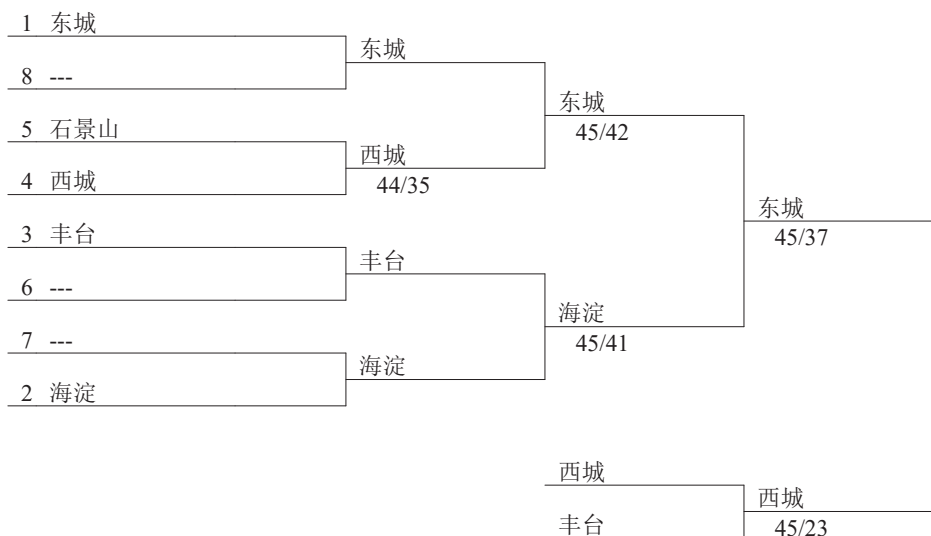 1 东城
8 ---
5 石景山
4 西城
3 丰台
6 ---
7 ---
2 海淀
东城
西城
44/35
丰台
海淀
东城
45/42
海淀
45/41
东城
45/37
西城
丰台
西城
45/23